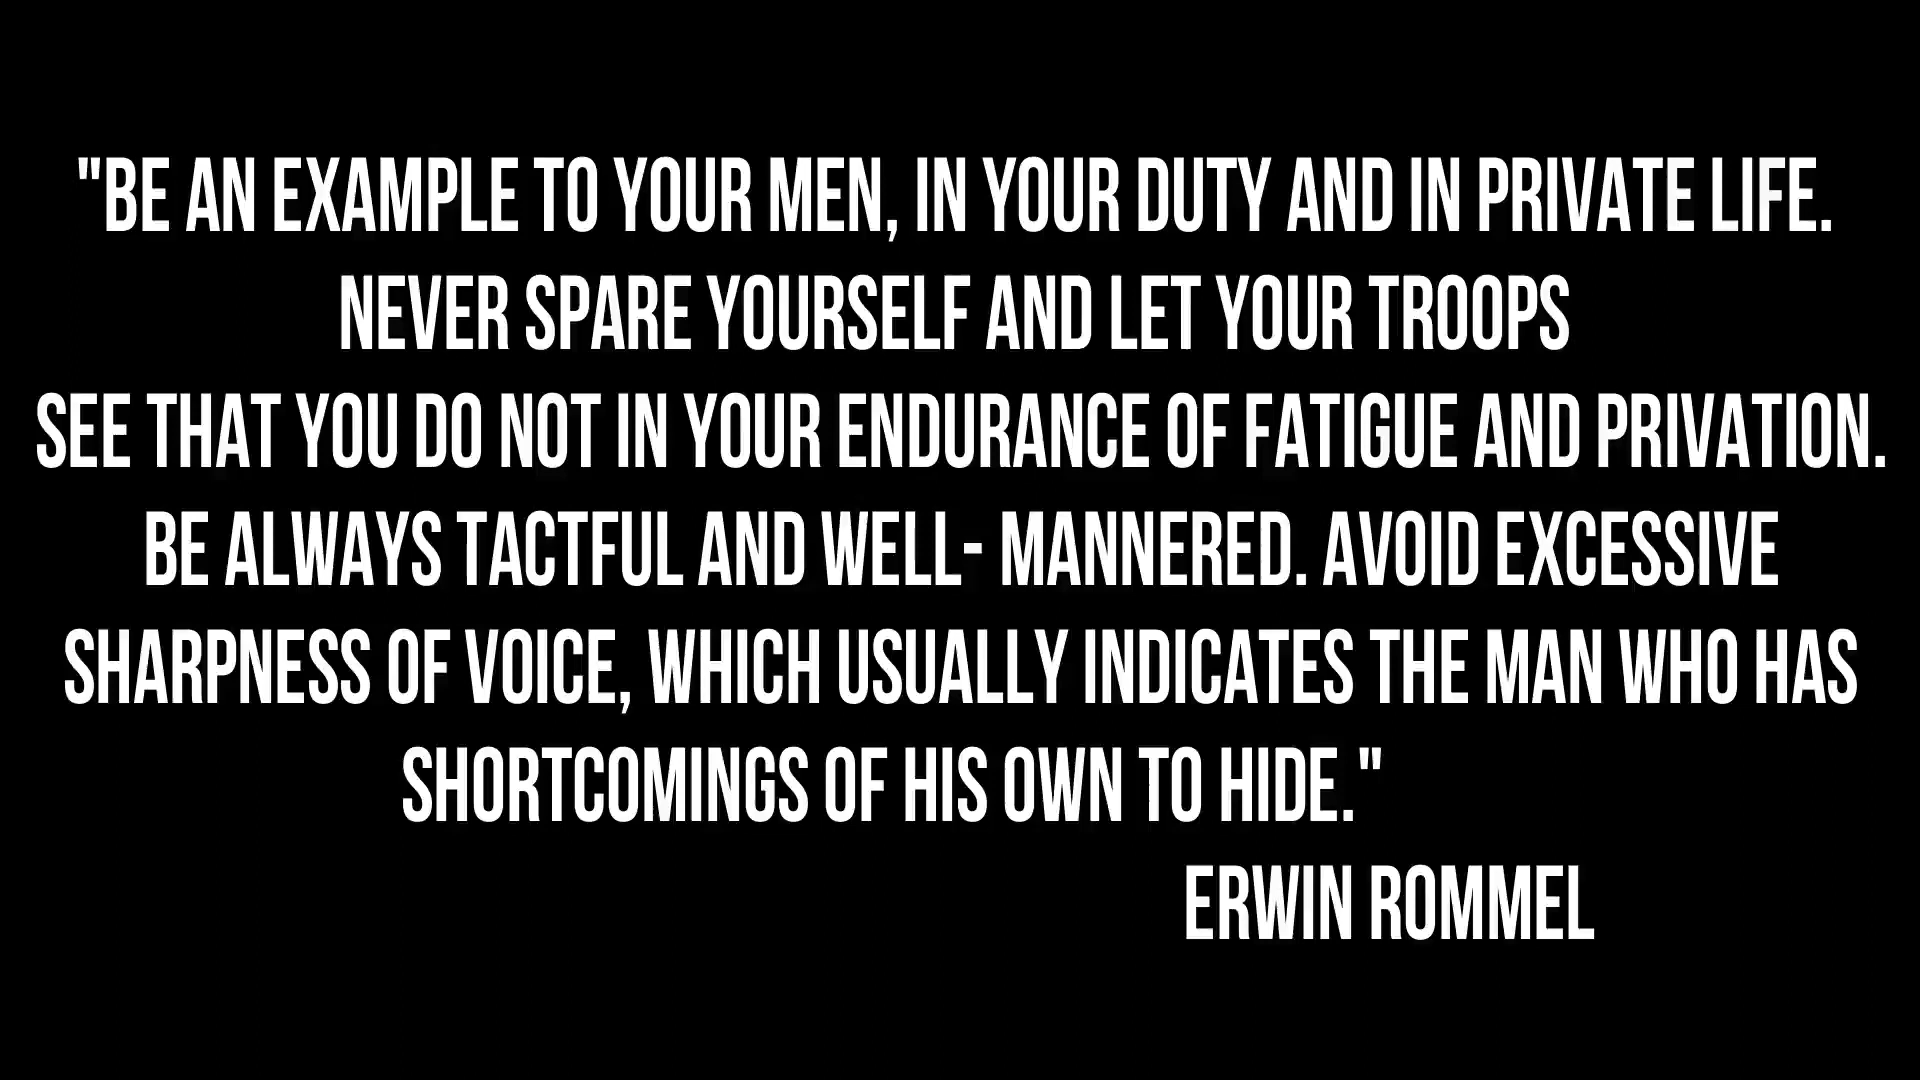 "BE AN EXAMPLE TO YOUR MEN, IN YOUR DUTY AND IN PRIVATE LIFE.
NEVER SPARE YOURSELF AND LET YOUR TROOPS
SEE THAT YOU DO NOT IN YOUR ENDURANCE OF FATIGUE AND PRIVATION.
BE ALWAYS TACTFUL AND WELL- MANNERED. AVOID EXCESSIVE
SHARPNESS OF VOICE, WHICH USUALLY INDICATES THE MAN WHO HAS
SHORTCOMINGS OF HIS OWN TO HIDE."
ERWIN ROMMEL